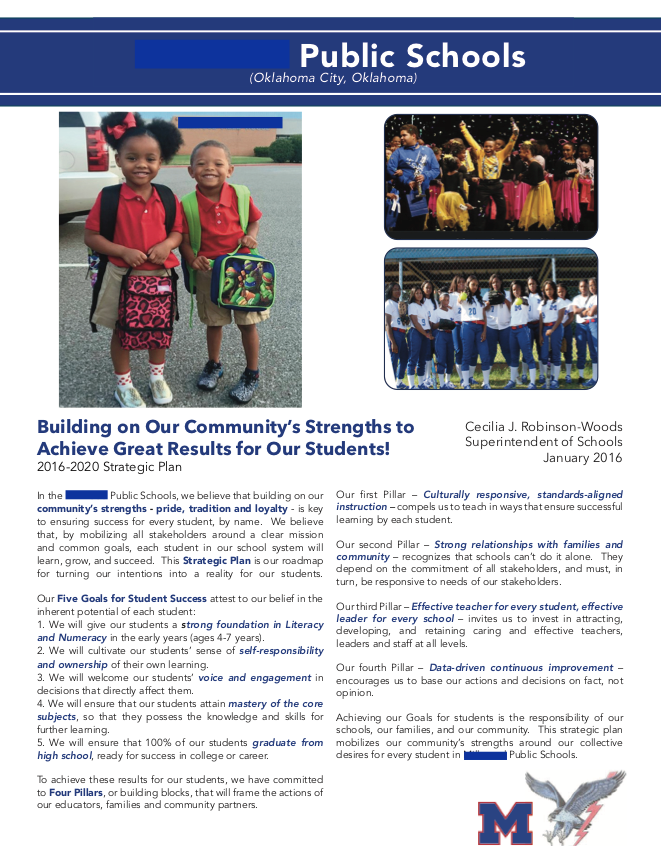 Public Schools
(Oklahoma City, Oklahoma)
Building on Our Community's Strengths to
Achieve Great Results for Our Students!
2016-2020 Strategic Plan
Cecilia J. Robinson-Woods
Superintendent of Schools
January 2016
In the Public Schools, we believe that building on our
community's strengths - pride, tradition and loyalty - is key
to ensuring success for every student, by name. We believe
that, by mobilizing all stakeholders around a clear mission
and common goals, each student in our school system will
learn, grow, and succeed. This Strategic Plan is our roadmap
for turning our intentions into a reality for our students.
Our Five Goals for Student Success attest to our belief in the
inherent potential of each student:
1. We will give our students a strong foundation in Literacy
and Numeracy in the early years (ages 4-7 years).
2. We will cultivate our students' sense of self-responsibility
and ownership of their own learning.
3. We will welcome our students' voice and engagement in
decisions that directly affect them.
4. We will ensure that our students attain mastery of the core
subjects, so that they possess the knowledge and skills for
further learning.
5. We will ensure that 100% of our students graduate from
high school, ready for success in college or career.
To achieve these results for our students, we have committed
to Four Pillars, or building blocks, that will frame the actions of
our educators, families and community partners.
Our first Pillar – Culturally responsive, standards-aligned
instruction – compels us to teach in ways that ensure successful
learning by each student.
Our second Pillar – Strong relationships with families and
community – recognizes that schools can't do it alone. They
depend on the commitment of all stakeholders, and must, in
turn, be responsive to needs of our stakeholders.
Our third Pillar – Effective teacher for every student, effective
leader for every school – invites us to invest in attracting,
developing, and retaining caring and effective teachers,
leaders and staff at all levels.
Our fourth Pillar – Data-driven continuous improvement –
encourages us to base our actions and decisions on fact, not
opinion.
Achieving our Goals for students is the responsibility of our
schools, our families, and our community. This strategic plan
mobilizes our community's strengths around our collective
desires for every student in Public Schools.
M